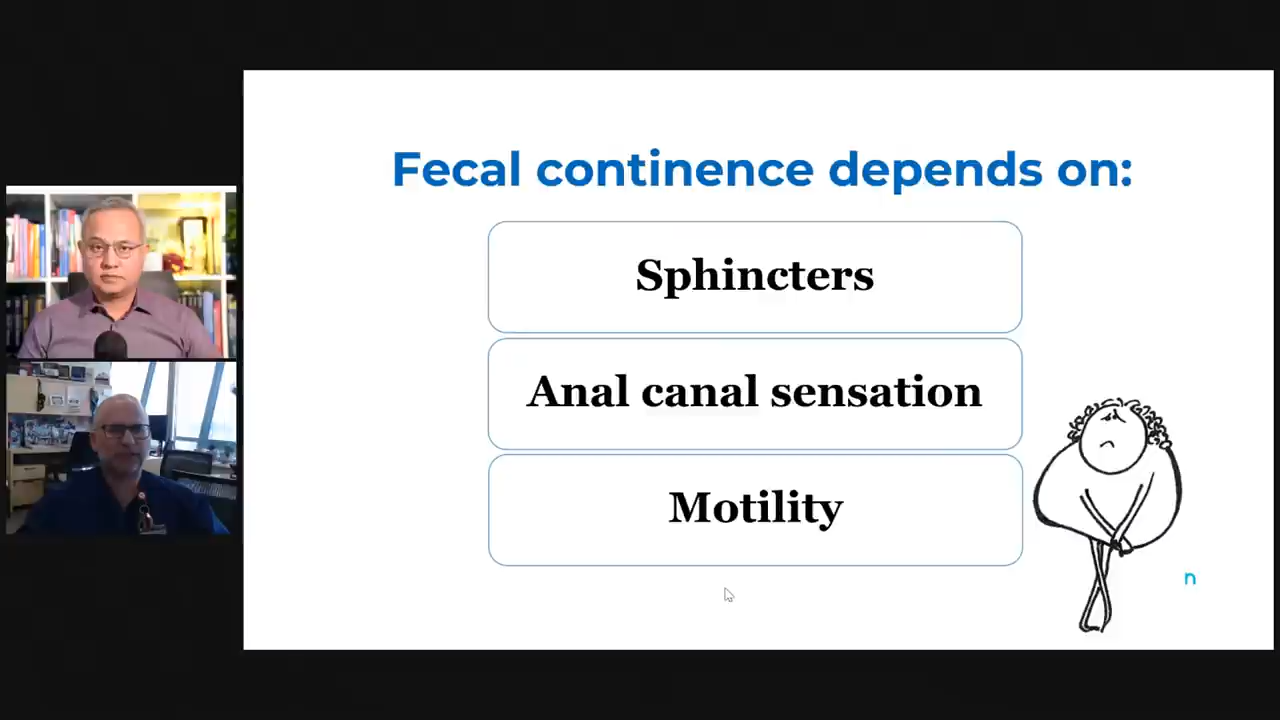 Fecal continence depends on:
Sphincters
Anal canal sensation
Motility
n